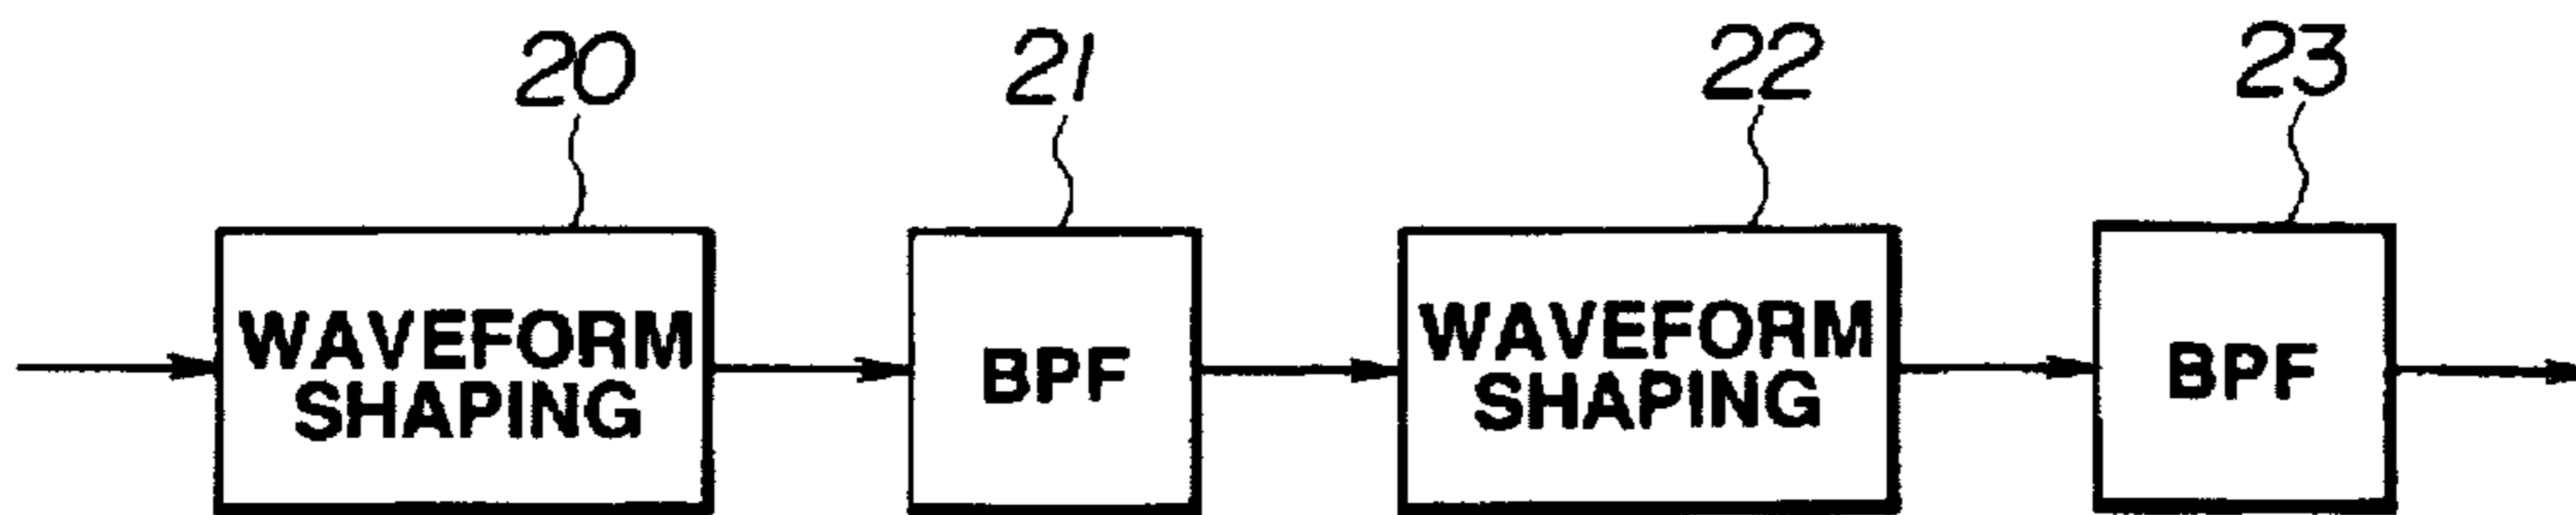 20
21
22
23
WAVEFORM
SHAPING
BPF
WAVEFORM
SHAPING
BPF